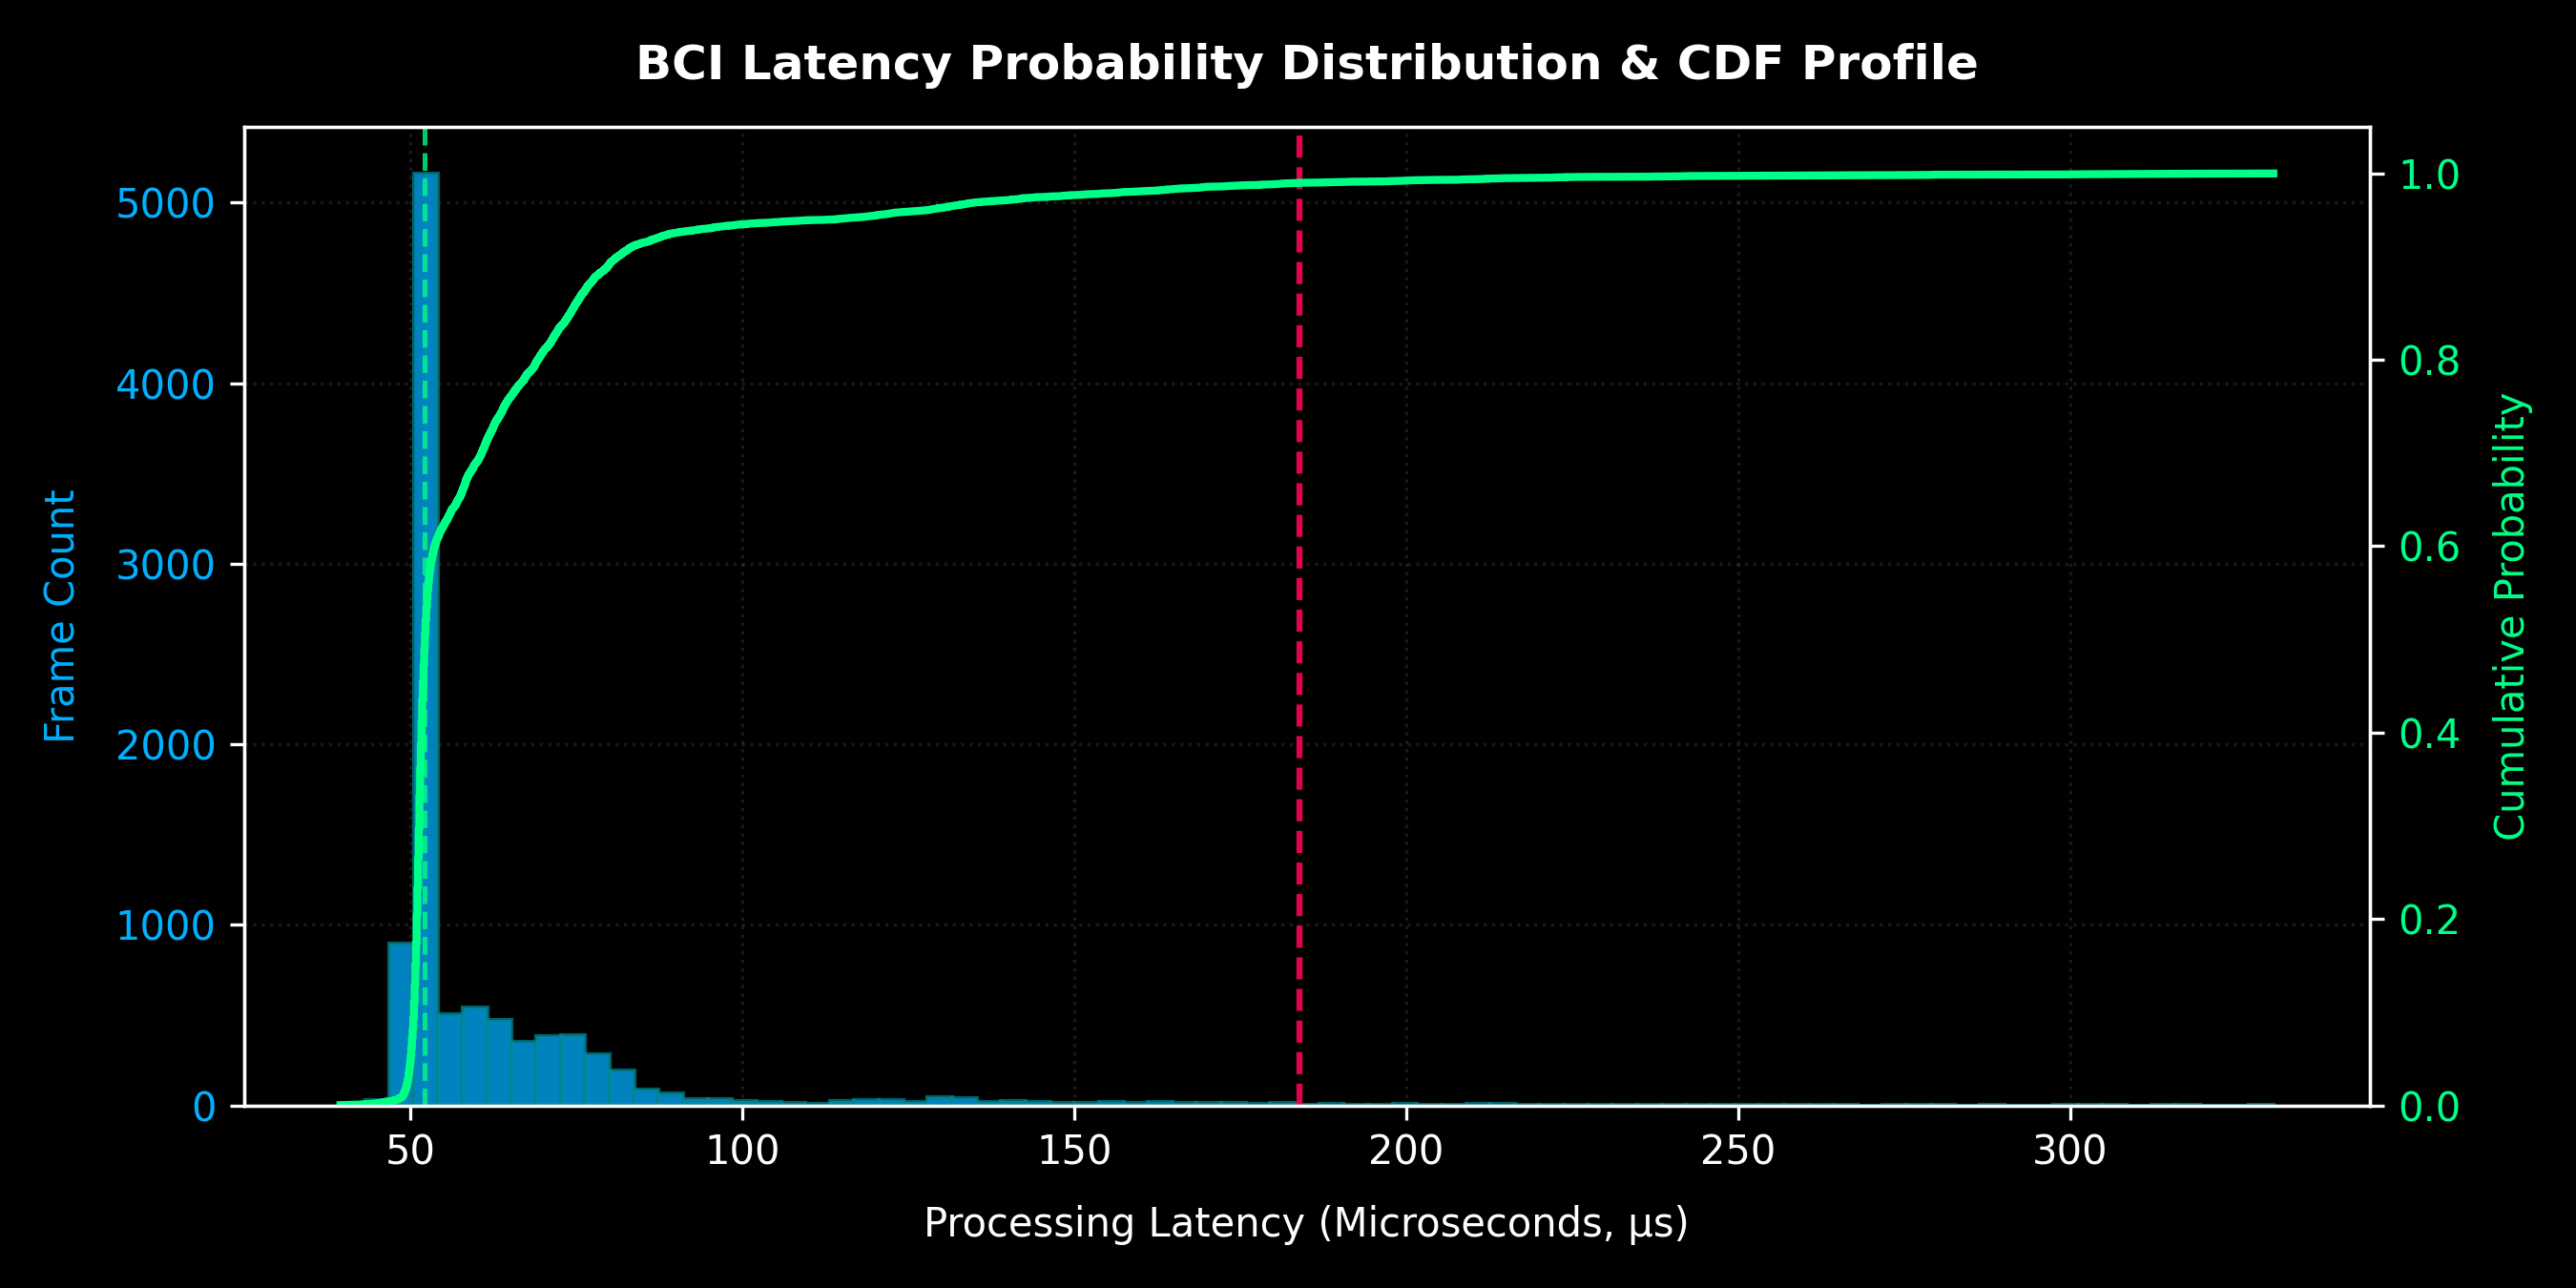 BCI Latency Probability Distribution & CDF Profile
5000
4000
3000
2000
1000
0
Frame Count
1.0
0.8
0.6
0.4
0.2
0.0
Cumulative Probability
50 100 150 200 250 300
Processing Latency (Microseconds, µs)